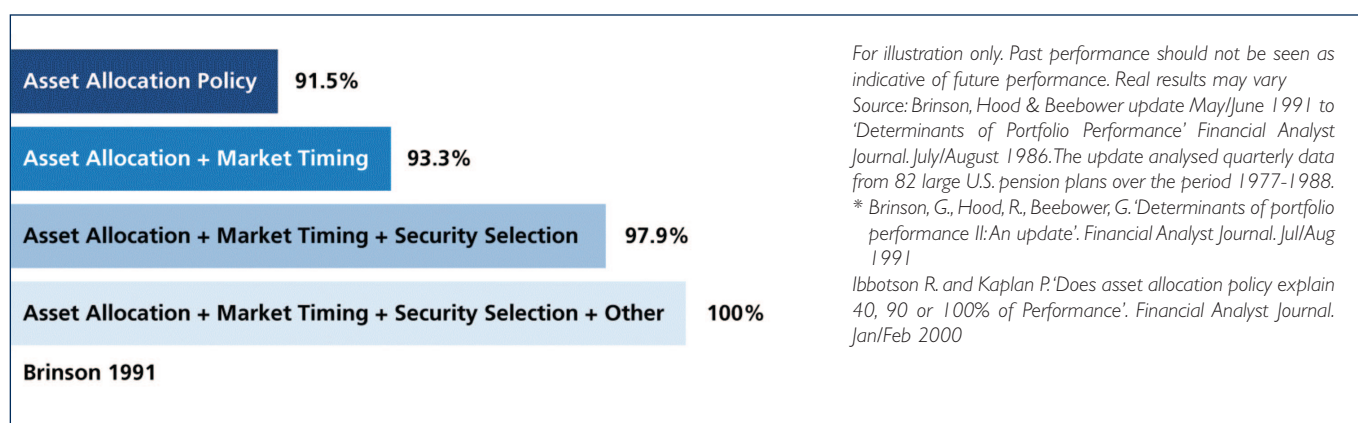 Asset Allocation Policy 91.5%
Asset Allocation + Market Timing 93.3%
Asset Allocation + Market Timing + Security Selection 97.9%
Asset Allocation + Market Timing + Security Selection + Other 100%
Brinson 1991
For illustration only. Past performance should not be seen as
indicative of future performance. Real results may vary
Source: Brinson, Hood & Beebower update May/June 1991 to
‘Determinants of Portfolio Performance’ Financial Analyst
Journal. July/August 1986. The update analysed quarterly data
from 82 large U.S. pension plans over the period 1977-1988.
* Brinson, G., Hood, R., Beebower, G. ‘Determinants of portfolio
performance II: An update’. Financial Analyst Journal. Jul/Aug
1991
Ibbotson R. and Kaplan P. ‘Does asset allocation policy explain
40, 90 or 100% of Performance’. Financial Analyst Journal.
Jan/Feb 2000